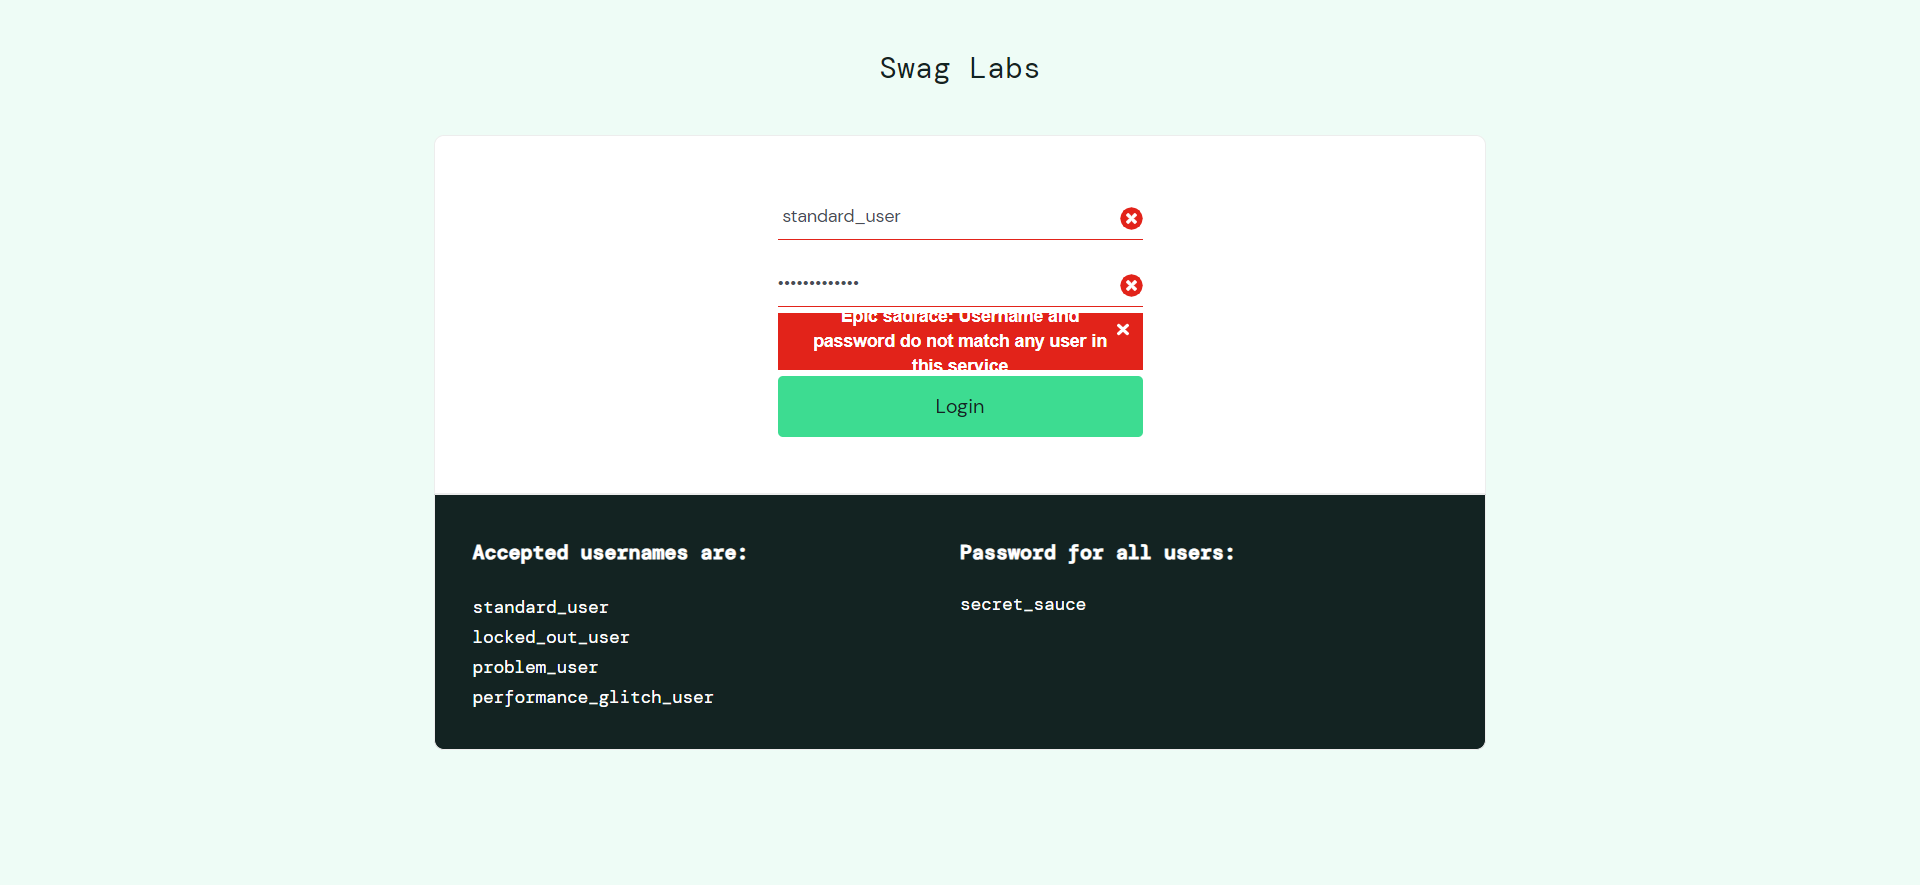 Swag Labs
standard_user
•••••••••••••
Epic sadface: Username and
password do not match any user in
this service
Login
Accepted usernames are:
standard_user
locked_out_user
problem_user
performance_glitch_user
Password for all users:
secret_sauce